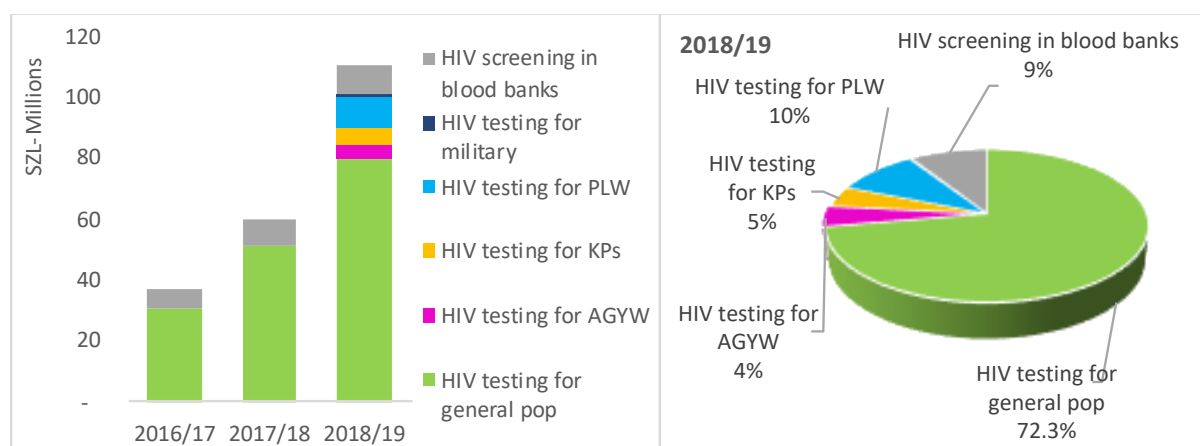 SZL- Millions
120
100
80
60
40
20
-
2016/17
2017/18
2018/19
HIV screening in
blood banks
HIV testing for
military
HIV testing for PLW
HIV testing for KPs
HIV testing for AGYW
HIV testing for
general pop
2018/19
HIV screening in blood banks
9%
HIV testing for PLW
10%
HIV testing
for KPs
5%
HIV testing for
AGYW
4%
HIV testing for
general pop
72.3%